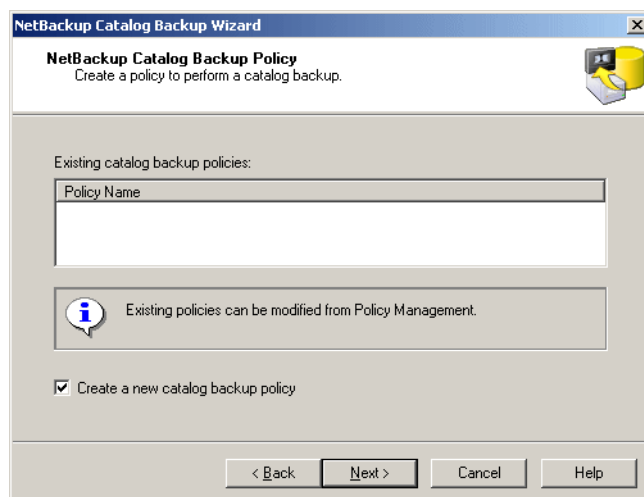 NetBackup Catalog Backup Wizard
NetBackup Catalog Backup Policy
Create a policy to perform a catalog backup.
Existing catalog backup policies:
Policy Name
Existing policies can be modified from Policy Management.
Create a new catalog backup policy
< Back Next > Cancel Help